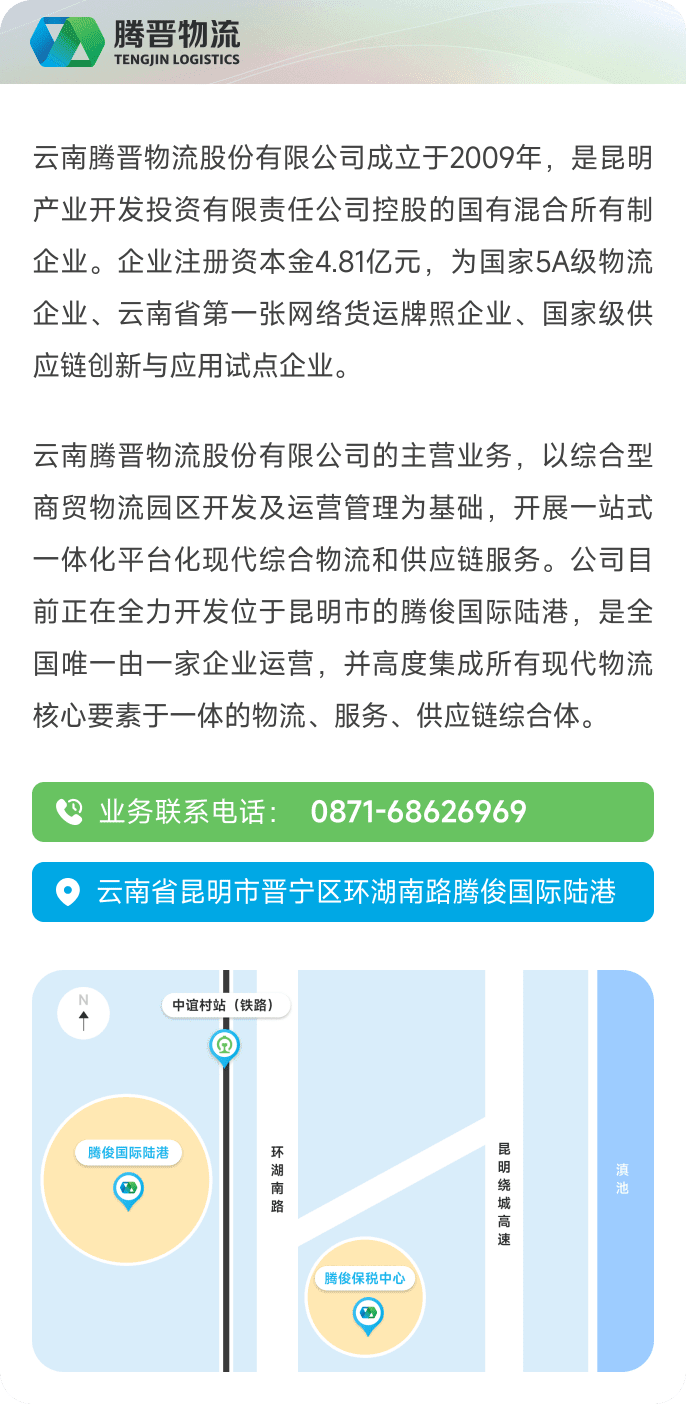 腾晋物流
TENGJIN LOGISTICS
云南腾晋物流股份有限公司成立于2009年，是昆明
产业开发投资有限责任公司控股的国有混合所有制
企业。企业注册资本金4.81亿元，为国家5A级物流
企业、云南省第一张网络货运牌照企业、国家级供
应链创新与应用试点企业。
云南腾晋物流股份有限公司的主营业务，以综合型
商贸物流园区开发及运营管理为基础，开展一站式
一体化平台化现代综合物流和供应链服务。公司目
前正在全力开发位于昆明市的腾俊国际陆港，是全
国唯一由一家企业运营，并高度集成所有现代物流
核心要素于一体的物流、服务、供应链综合体。
业务联系电话： 0871-68626969
云南省昆明市晋宁区环湖南路腾俊国际陆港
N
中谊村站（铁路）
腾俊国际陆港
环湖南路
昆明绕城高速
滇池
腾俊保税中心